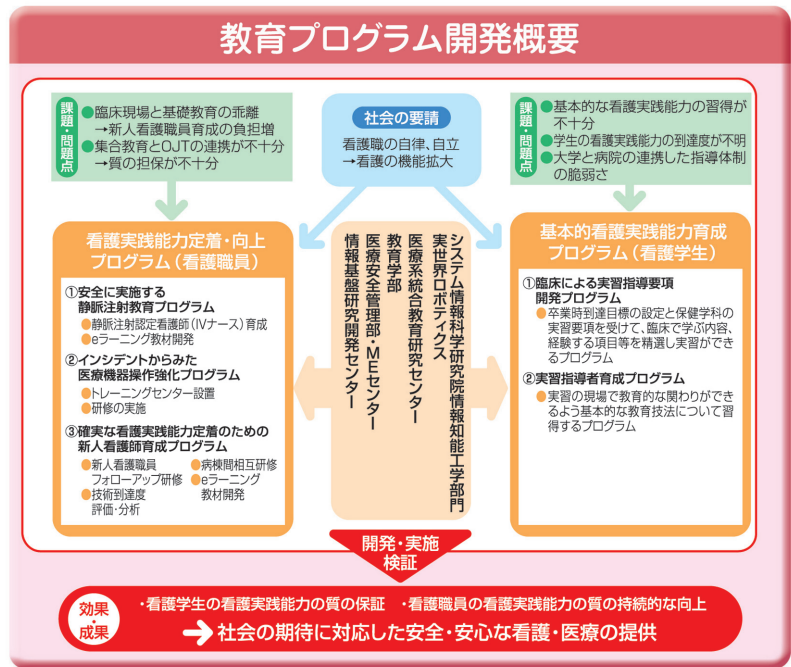 教育プログラム開発概要
課題・問題点
●臨床現場と基礎教育の乖離
→新人看護職員育成の負担増
●集合教育とOJTの連携が不十分
→質の担保が不十分
社会の要請
看護職の自律、自立
→看護の機能拡大
課題・問題点
●基本的な看護実践能力の習得が
不十分
●学生の看護実践能力の到達度が不明
●大学と病院の連携した指導体制
の脆弱さ
看護実践能力定着・向上
プログラム（看護職員）
①安全に実施する
静脈注射教育プログラム
●静脈注射認定看護師（IVナース）育成
●eラーニング教材開発
②インシデントからみた
医療機器操作強化プログラム
●トレーニングセンター設置
●研修の実施
③確実な看護実践能力定着のための
新人看護師育成プログラム
●新人看護職員
フォローアップ研修
●技術到達度
評価・分析
●病棟間相互研修
●eラーニング
教材開発
システム情報科学研究院情報知能工学部門
実世界ロボティクス
医療系統合教育研究センター
教育学部
医療安全管理部・MEセンター
情報基盤研究開発センター
基本的看護実践能力育成
プログラム（看護学生）
①臨床による実習指導要項
開発プログラム
●卒業時到達目標の設定と保健学科の
実習要項を受けて、臨床で学ぶ内容、
経験する項目等を精選し実習ができ
るプログラム
②実習指導者育成プログラム
●実習の現場で教育的な関わりができ
るよう基本的な教育技法について習
得するプログラム
開発・実施
検証
効果・成果
・看護学生の看護実践能力の質の保証　・看護職員の看護実践能力の質の持続的な向上
→社会の期待に対応した安全・安心な看護・医療の提供